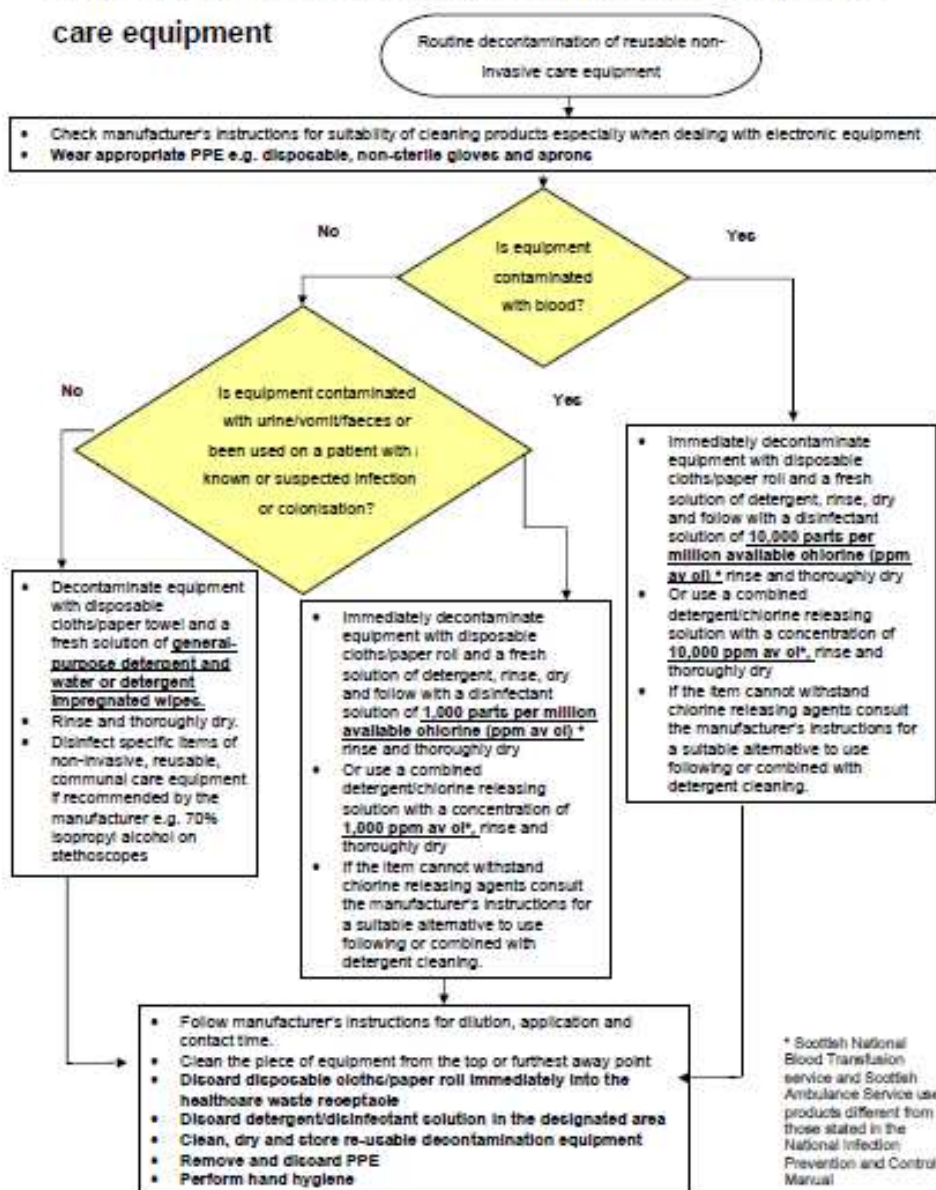 care equipment
Routine decontamination of reusable non-
invasive care equipment
• Check manufacturer's instructions for suitability of cleaning products especially when dealing with electronic equipment
• Wear appropriate PPE e.g. disposable, non-sterile gloves and aprons
No
Yes
Is equipment
contaminated
with blood?
No
Yes
Is equipment contaminated
with urine/vomit/faeces or
been used on a patient with
known or suspected infection
or colonisation?
• Immediately decontaminate
equipment with disposable
cloths/paper roll and a fresh
solution of detergent, rinse, dry
and follow with a disinfectant
solution of 10,000 parts per
million available chlorine (ppm
av cl) * rinse and thoroughly dry
• Or use a combined
detergent/chlorine releasing
solution with a concentration of
10,000 ppm av cl*, rinse and
thoroughly dry
• If the item cannot withstand
chlorine releasing agents consult
the manufacturer's instructions for
a suitable alternative to use
following or combined with
detergent cleaning.
• Decontaminate equipment
with disposable
cloths/paper towel and a
fresh solution of general-
purpose detergent and
water or detergent
impregnated wipes.
• Rinse and thoroughly dry.
• Disinfect specific items of
non-invasive, reusable,
communal care equipment
if recommended by the
manufacturer e.g. 70%
isopropyl alcohol on
stethoscopes
• Immediately decontaminate
equipment with disposable
cloths/paper roll and a fresh
solution of detergent, rinse, dry
and follow with a disinfectant
solution of 1,000 parts per million
available chlorine (ppm av cl) *
rinse and thoroughly dry
• Or use a combined
detergent/chlorine releasing
solution with a concentration of
1,000 ppm av cl*, rinse and
thoroughly dry
• If the item cannot withstand
chlorine releasing agents consult
the manufacturer's instructions for
a suitable alternative to use
following or combined with
detergent cleaning.
• Follow manufacturer's instructions for dilution, application and
contact time.
• Clean the piece of equipment from the top or furthest away point
• Discard disposable cloths/paper roll immediately into the
healthcare waste receptacle
• Discard detergent/disinfectant solution in the designated area
• Clean, dry and store re-usable decontamination equipment
• Remove and discard PPE
• Perform hand hygiene
* Scottish National
Blood Transfusion
service and Scottish
Ambulance Service use
products different from
those stated in the
National Infection
Prevention and Control
Manual